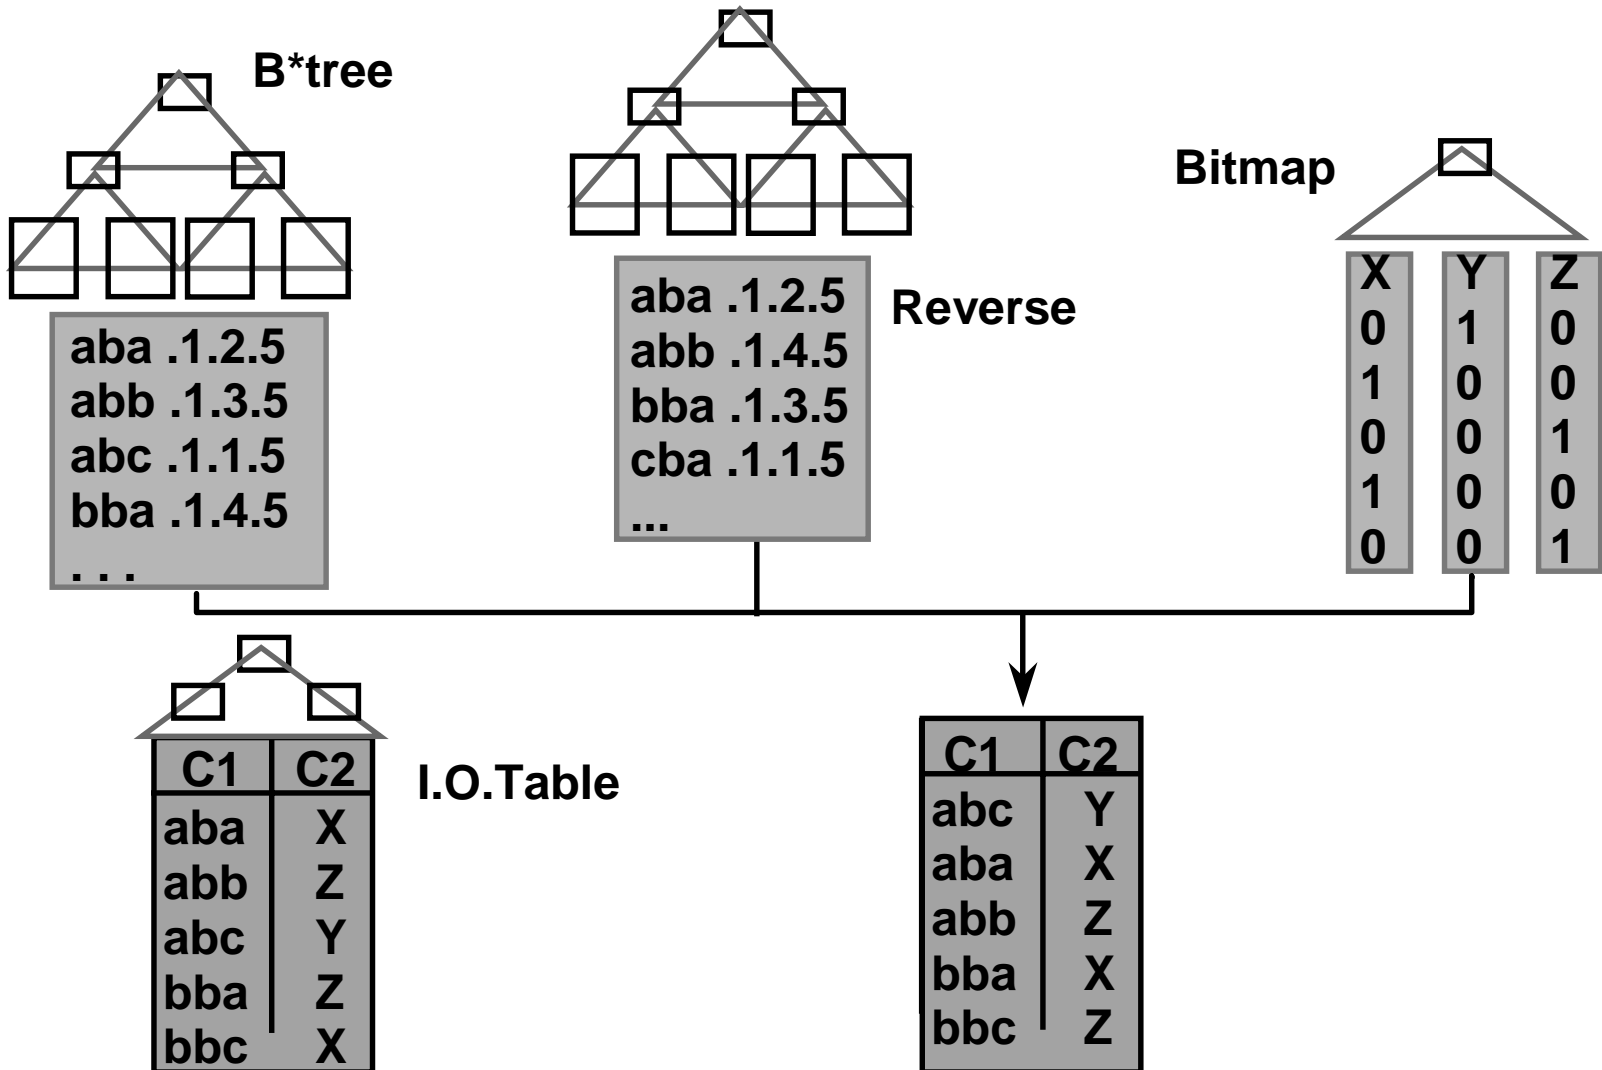 B*tree
aba .1.2.5
abb .1.3.5
abc .1.1.5
bba .1.4.5
. . .
aba .1.2.5
abb .1.4.5
bba .1.3.5
cba .1.1.5
...
Reverse
Bitmap
X Y Z
0 1 0
1 0 0
0 0 1
1 0 0
0 0 1
C1 C2
aba X
abb Z
abc Y
bba Z
bbc X
I.O.Table
C1 C2
abc Y
aba X
abb Z
bba X
bbc Z